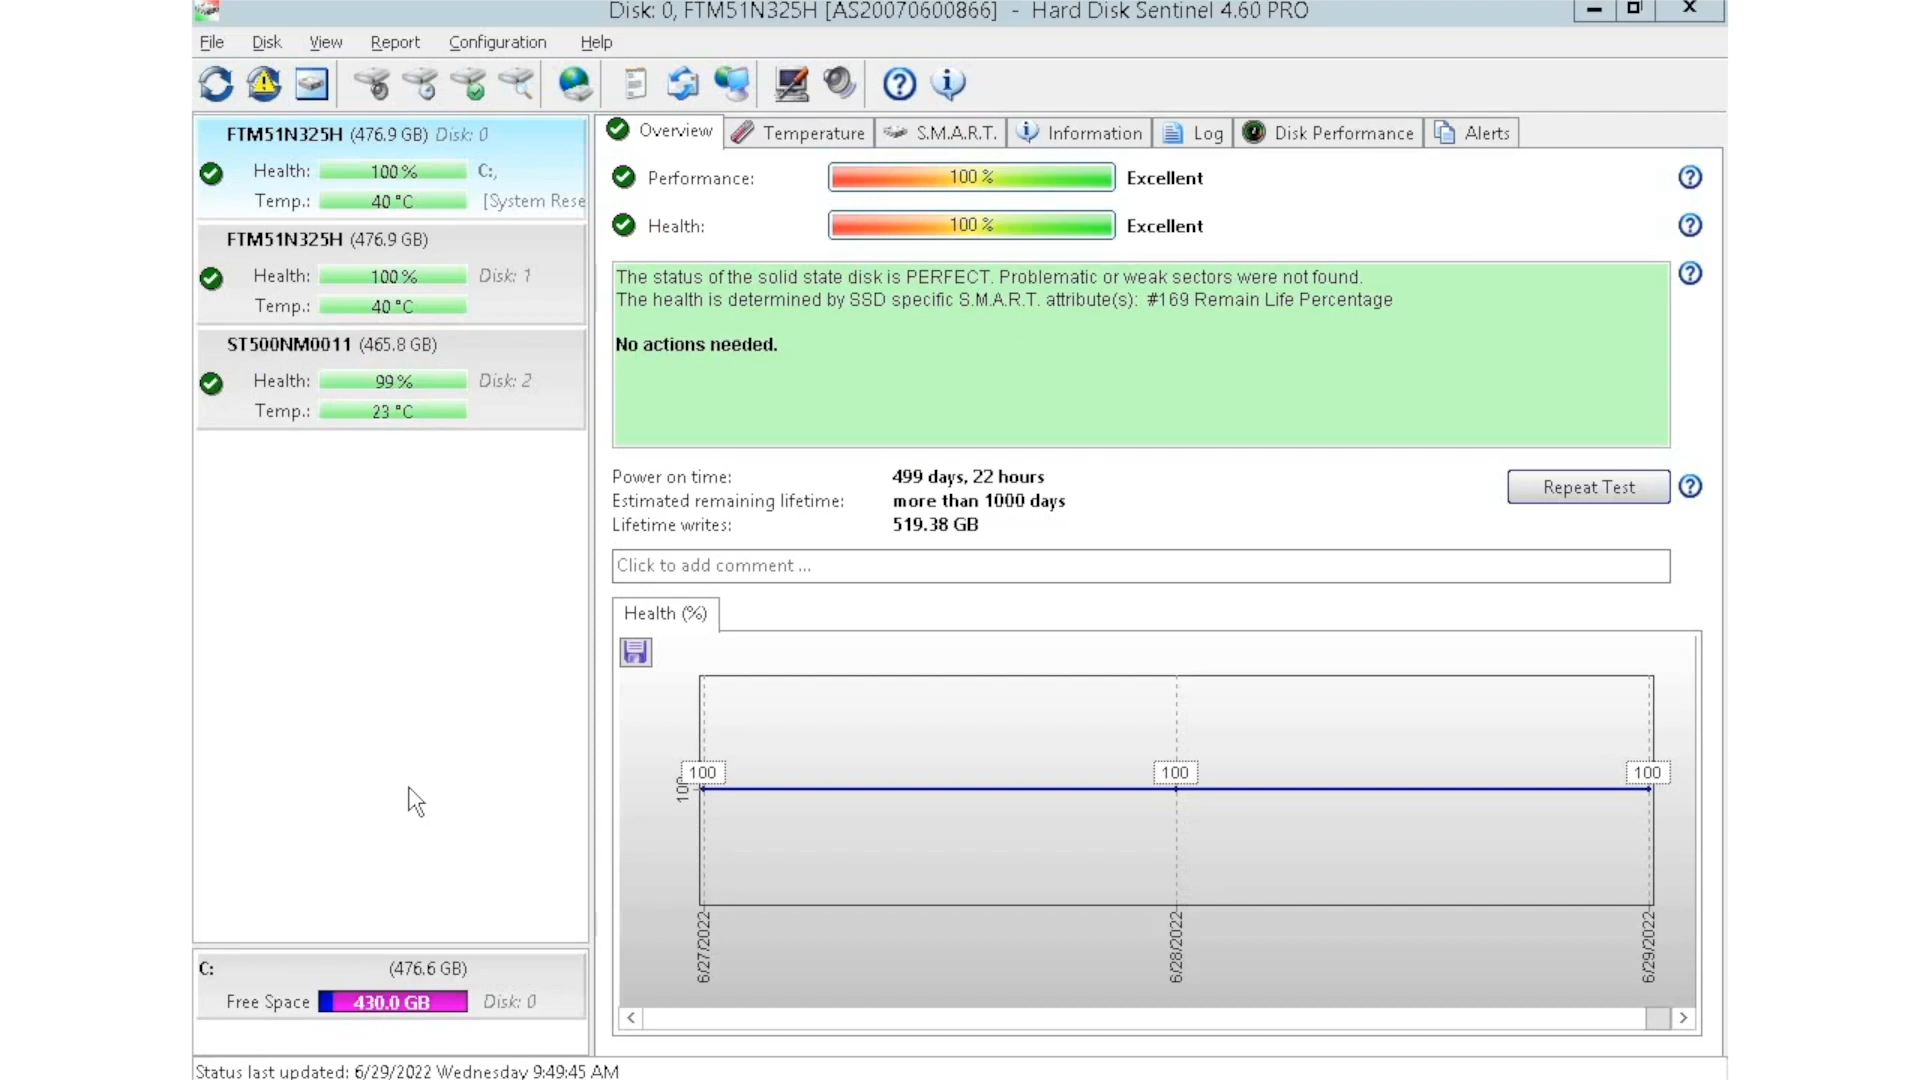 Disk: 0, FTM51N325H [AS20070600866] - Hard Disk Sentinel 4.60 PRO
File Disk View Report Configuration Help
FTM51N325H (476.9 GB) Disk: 0
Health: 100 % C:,
Temp.: 40 °C [System Rese
FTM51N325H (476.9 GB)
Health: 100 % Disk: 1
Temp.: 40 °C
ST500NM0011 (465.8 GB)
Health: 99 % Disk: 2
Temp.: 23 °C
C: (476.6 GB)
Free Space 430.0 GB Disk: 0
Overview Temperature S.M.A.R.T. Information Log Disk Performance Alerts
Performance: 100 % Excellent
Health: 100 % Excellent
The status of the solid state disk is PERFECT. Problematic or weak sectors were not found.
The health is determined by SSD specific S.M.A.R.T. attribute(s): #169 Remain Life Percentage
No actions needed.
Power on time: 499 days, 22 hours
Estimated remaining lifetime: more than 1000 days
Lifetime writes: 519.38 GB
Repeat Test
Click to add comment ...
Health (%)
100 100 100
100
6/27/2022 6/28/2022 6/29/2022
Status last updated: 6/29/2022 Wednesday 9:49:45 AM